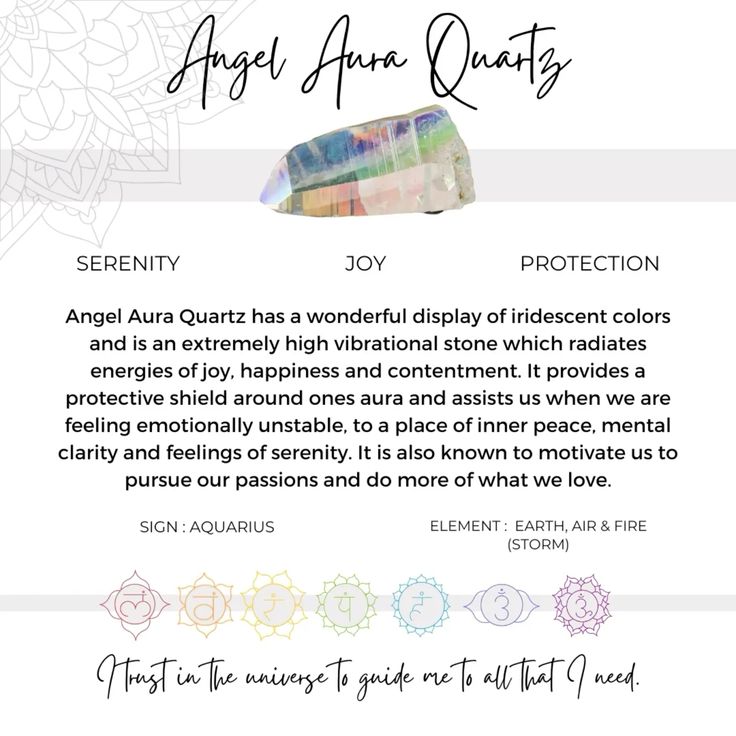 Angel Aura Quartz
SERENITY JOY PROTECTION
Angel Aura Quartz has a wonderful display of iridescent colors
and is an extremely high vibrational stone which radiates
energies of joy, happiness and contentment. It provides a
protective shield around ones aura and assists us when we are
feeling emotionally unstable, to a place of inner peace, mental
clarity and feelings of serenity. It is also known to motivate us to
pursue our passions and do more of what we love.
SIGN : AQUARIUS
ELEMENT : EARTH, AIR & FIRE
(STORM)
लं वं रं यं हं ॐ ॐ
I trust in the universe to guide me to all that I need.